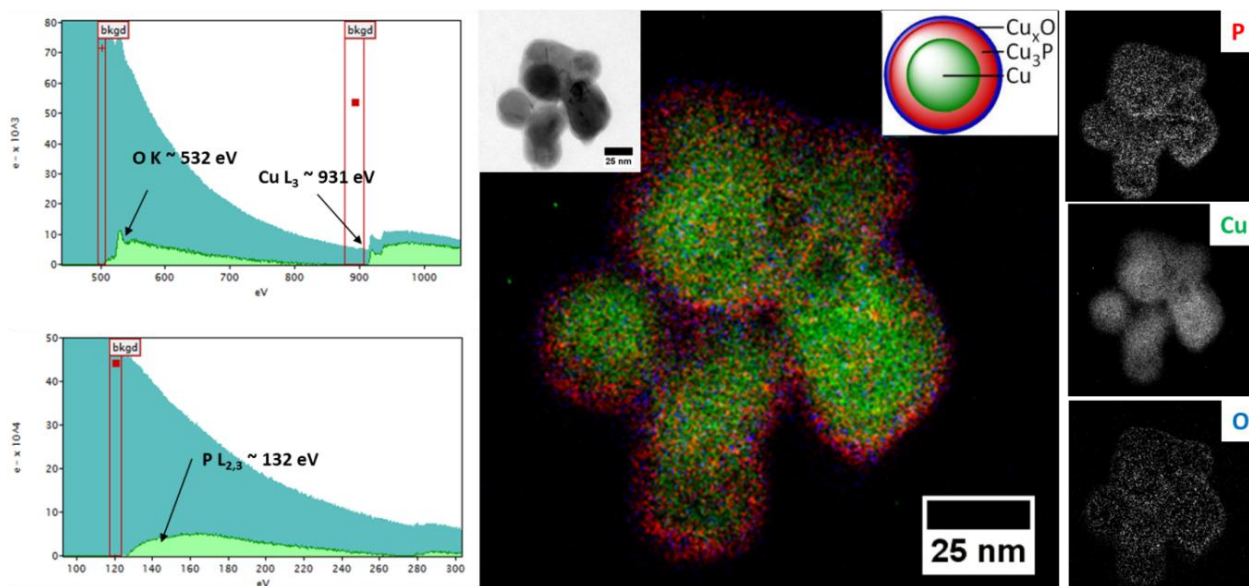 80
70
60
50
40
30
20
10
0
e- x 10^3
bkgd
bkgd
O K ~ 532 eV
Cu L3 ~ 931 eV
500
600
700
800
900
1000
eV
50
40
30
20
10
0
e- x 10^4
bkgd
P L2,3 ~ 132 eV
100
120
140
160
180
200
220
240
260
280
300
eV
25 nm
CuxO
Cu3P
Cu
25 nm
P
Cu
O